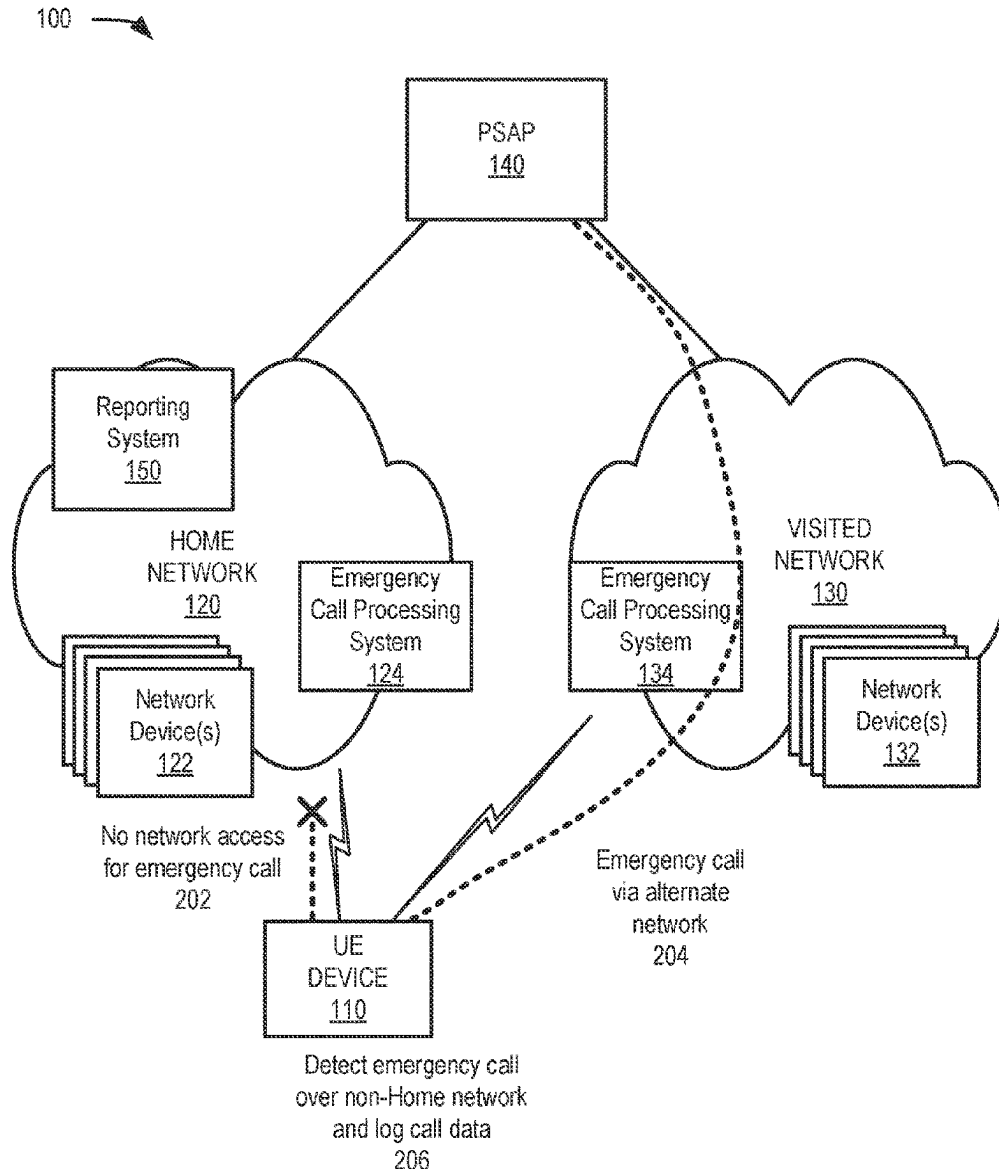 100
PSAP
140
Reporting
System
150
HOME
NETWORK
120
Emergency
Call Processing
System
124
Network
Device(s)
122
VISITED
NETWORK
130
Emergency
Call Processing
System
134
Network
Device(s)
132
No network access
for emergency call
202
Emergency call
via alternate
network
204
UE
DEVICE
110
Detect emergency call
over non-Home network
and log call data
206